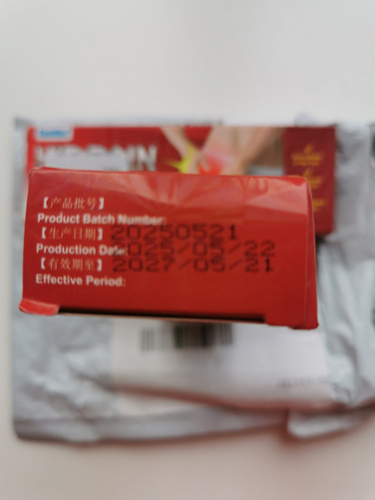 【产品批号】
Product Batch Number: 20250521
【生产日期】
Production Date: 2025/05/22
【有效期至】
Effective Period: 2027/05/21